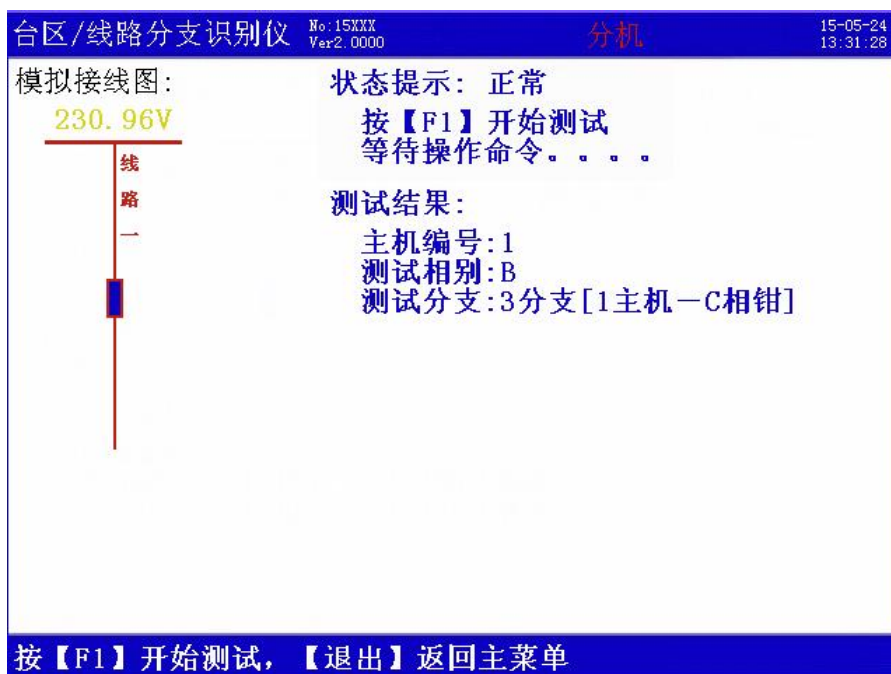 台区/线路分支识别仪 No:15XXX 分机 15-05-24
Ver2.0000 13:31:28
模拟接线图:
230.96V
线路一
状态提示: 正常
按【F1】开始测试
等待操作命令。。。。
测试结果:
主机编号:1
测试相别:B
测试分支:3分支[1主机－C相钳]
按【F1】开始测试，【退出】返回主菜单